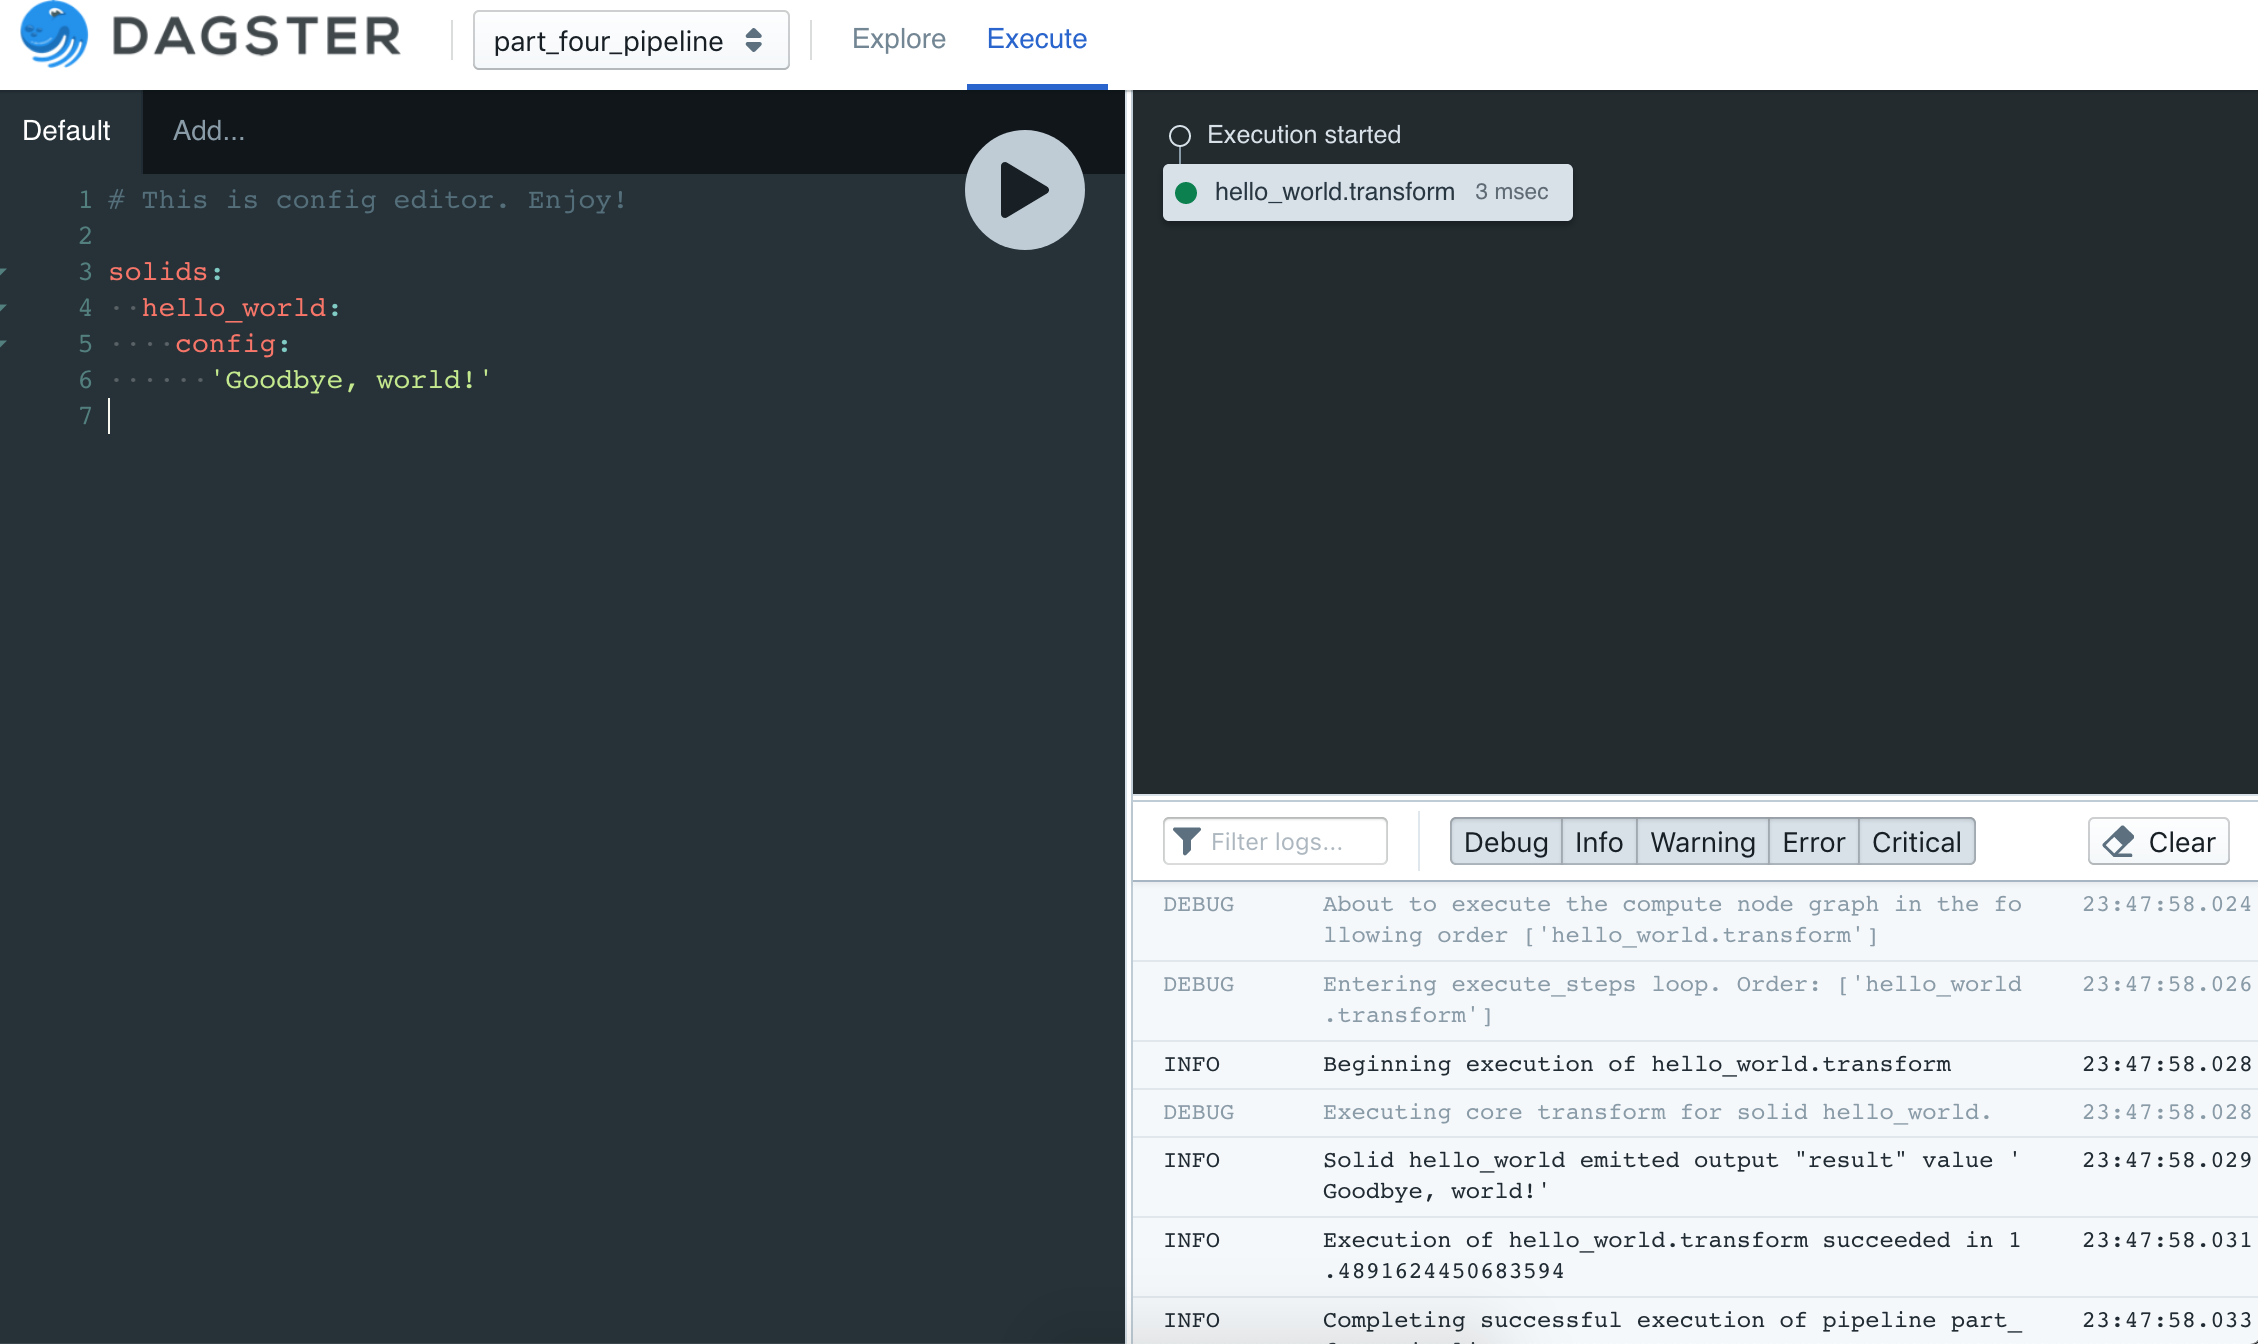 DAGSTER
part_four_pipeline
Explore
Execute
Default
Add...
1 # This is config editor. Enjoy!
2
3 solids:
4 ··hello_world:
5 ····config:
6 ······'Goodbye, world!'
7
Execution started
hello_world.transform 3 msec
Filter logs...
Debug Info Warning Error Critical
Clear
DEBUG About to execute the compute node graph in the fo 23:47:58.024
llowing order ['hello_world.transform']
DEBUG Entering execute_steps loop. Order: ['hello_world 23:47:58.026
.transform']
INFO Beginning execution of hello_world.transform 23:47:58.028
DEBUG Executing core transform for solid hello_world. 23:47:58.028
INFO Solid hello_world emitted output "result" value ' 23:47:58.029
Goodbye, world!'
INFO Execution of hello_world.transform succeeded in 1 23:47:58.031
.4891624450683594
INFO Completing successful execution of pipeline part_ 23:47:58.033